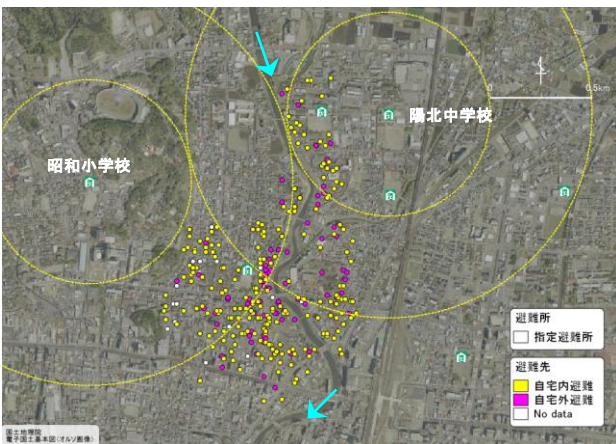 陽北中学校
0
0.5km
昭和小学校
避難所
指定避難所
避難先
自宅内避難
自宅外避難
No data
国土地理院
電子国土基本図(オルソ画像)